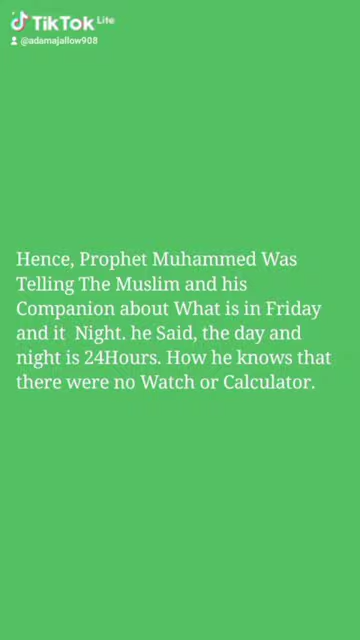 TikTok Lite
@adamajallow908
Hence, Prophet Muhammed Was
Telling The Muslim and his
Companion about What is in Friday
and it Night. he Said, the day and
night is 24Hours. How he knows that
there were no Watch or Calculator.